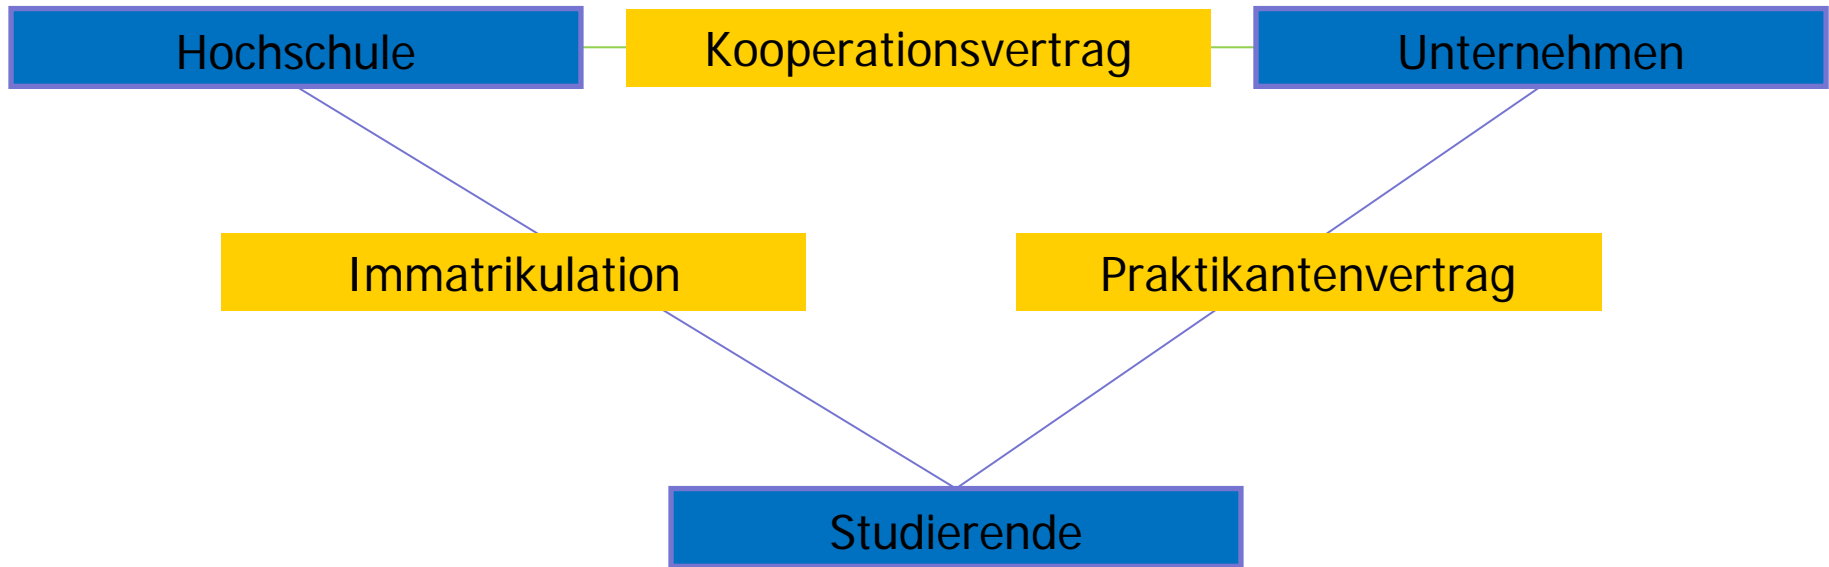 Hochschule
Kooperationsvertrag
Unternehmen
Immatrikulation
Praktikantenvertrag
Studierende